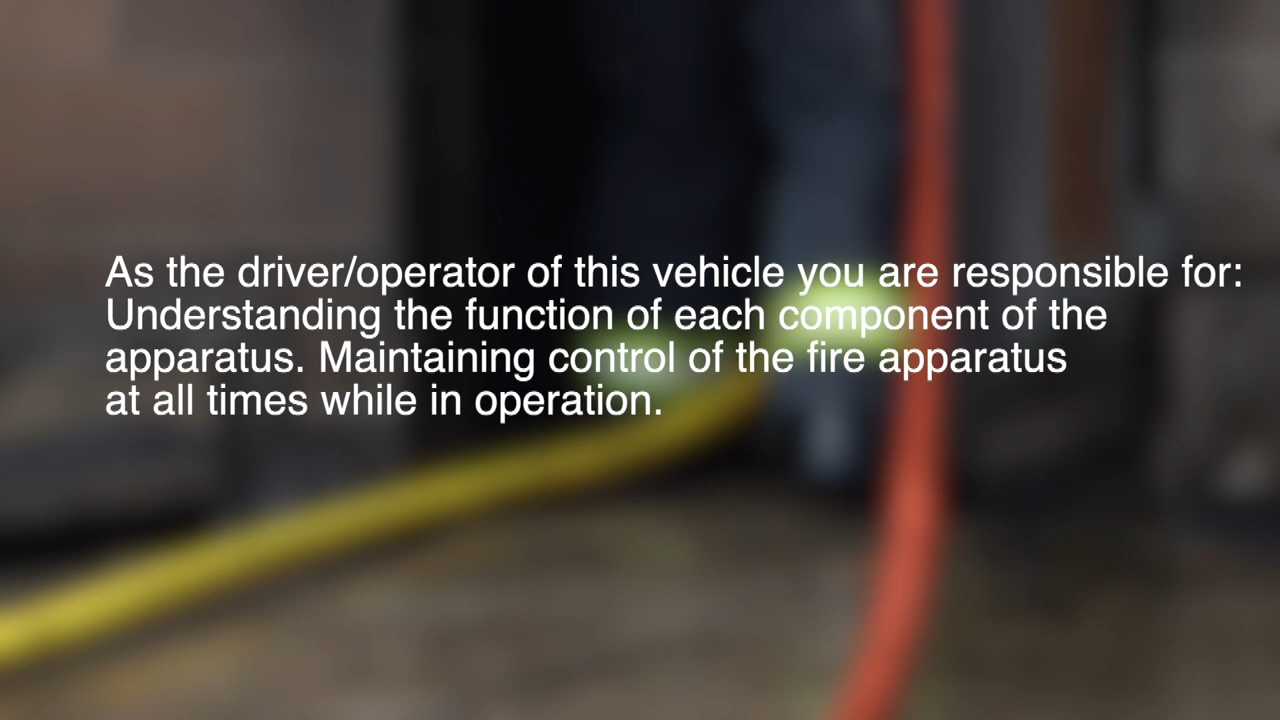 As the driver/operator of this vehicle you are responsible for:
Understanding the function of each component of the
apparatus. Maintaining control of the fire apparatus
at all times while in operation.